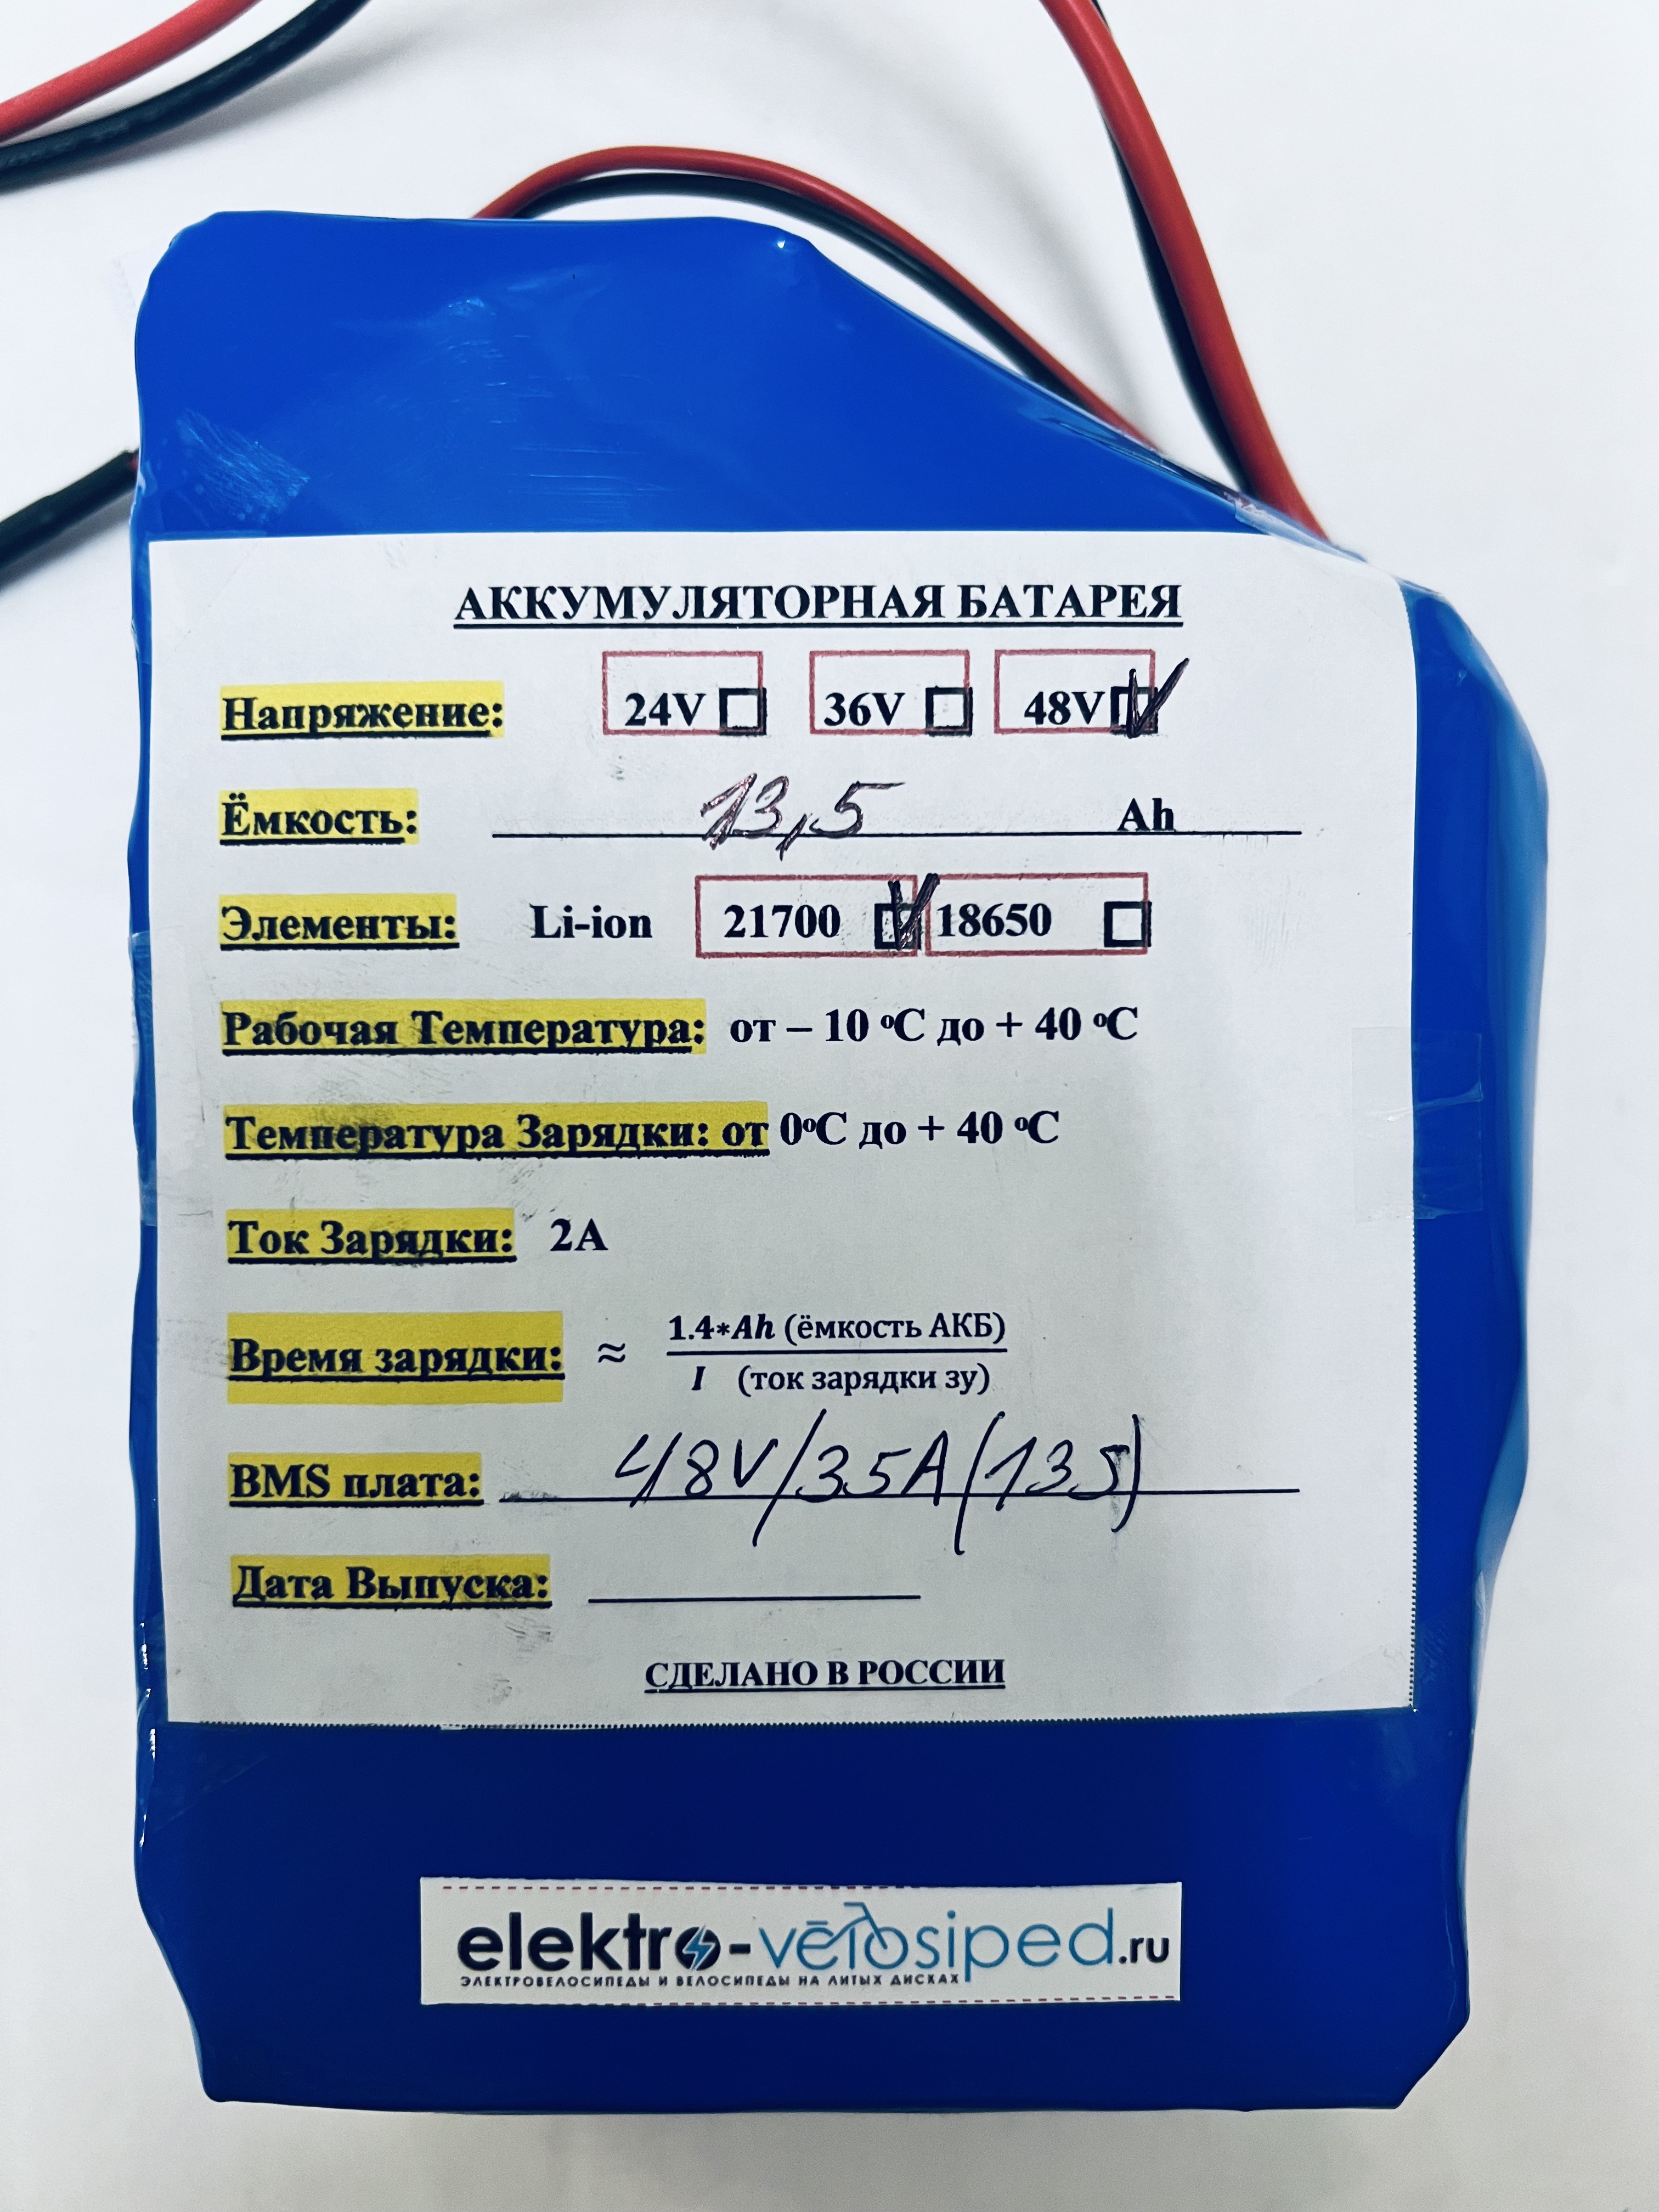 АККУМУЛЯТОРНАЯ БАТАРЕЯ
Напряжение: 24V 36V 48V
Ёмкость: 13,5 Ah
Элементы: Li-ion 21700 18650
Рабочая Температура: от – 10 ºC до + 40 ºC
Температура Зарядки: от 0ºC до + 40 ºC
Ток Зарядки: 2A
Время зарядки: ≈ 1.4*Ah (ёмкость АКБ)
I (ток зарядки зу)
BMS плата: 48V/35A(13S)
Дата Выпуска:
СДЕЛАНО В РОССИИ
elektro-velosiped.ru
ЭЛЕКТРОВЕЛОСИПЕДЫ И ВЕЛОСИПЕДЫ НА ЛИТЫХ ДИСКАХ